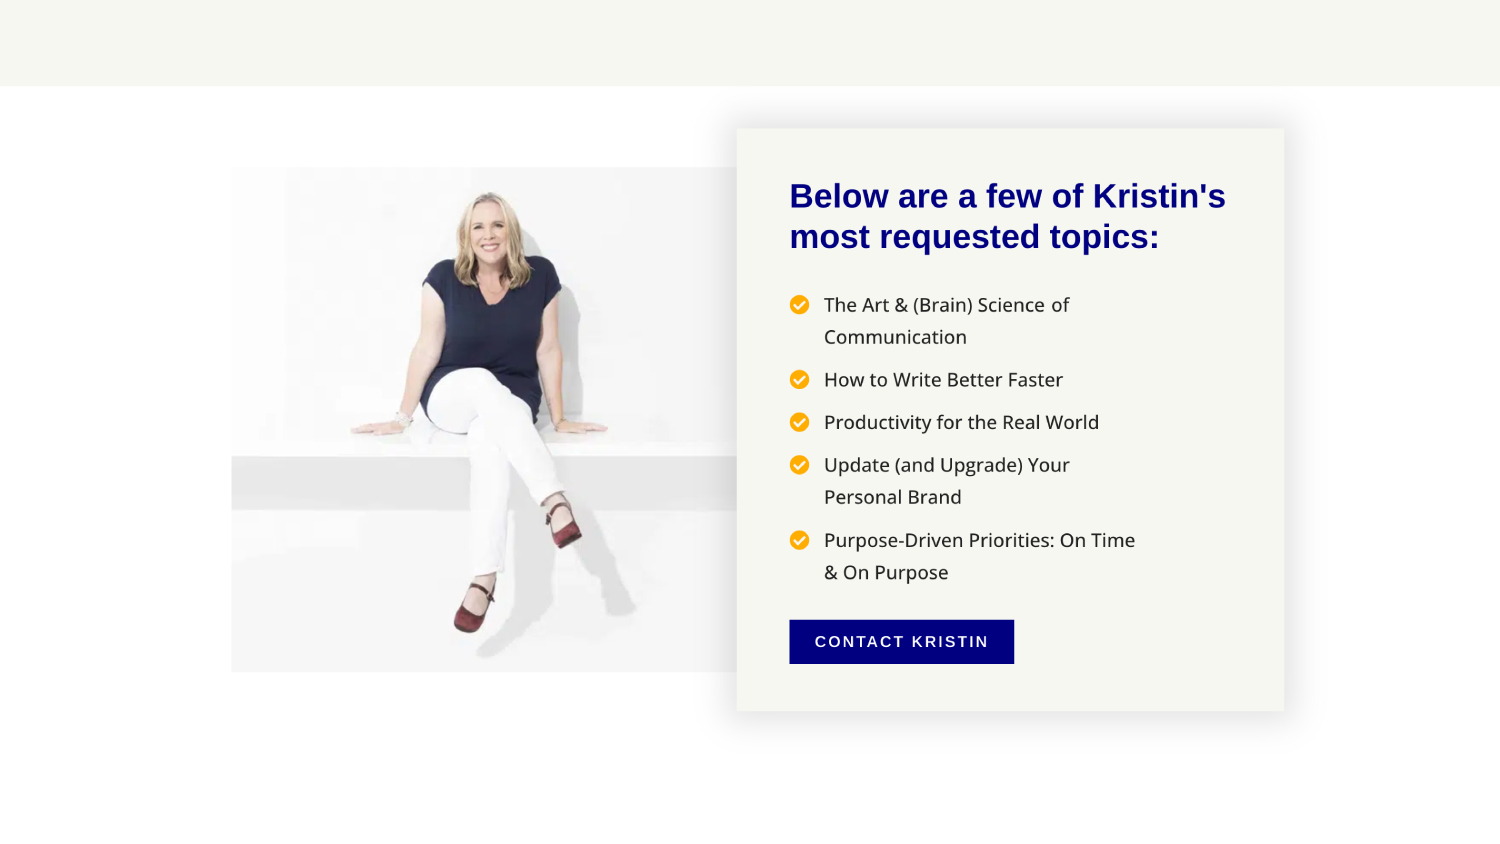 Below are a few of Kristin's
most requested topics:
The Art & (Brain) Science of
Communication
How to Write Better Faster
Productivity for the Real World
Update (and Upgrade) Your
Personal Brand
Purpose-Driven Priorities: On Time
& On Purpose
CONTACT KRISTIN